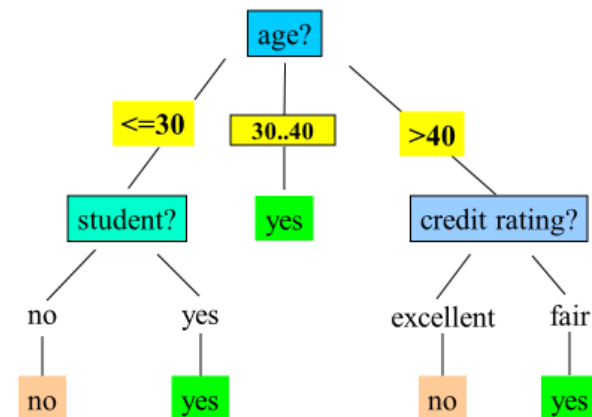 age?
<=30
30..40
>40
student?
yes
credit rating?
no
yes
excellent
fair
no
yes
no
yes